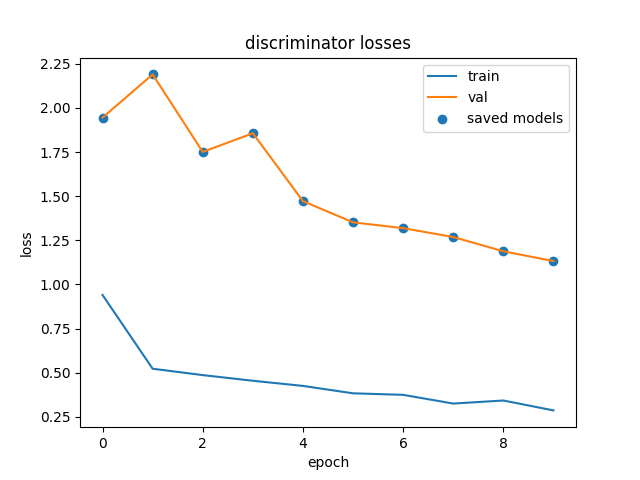 discriminator losses
train
val
saved models
2.25
2.00
1.75
1.50
1.25
1.00
0.75
0.50
0.25
loss
0 2 4 6 8
epoch